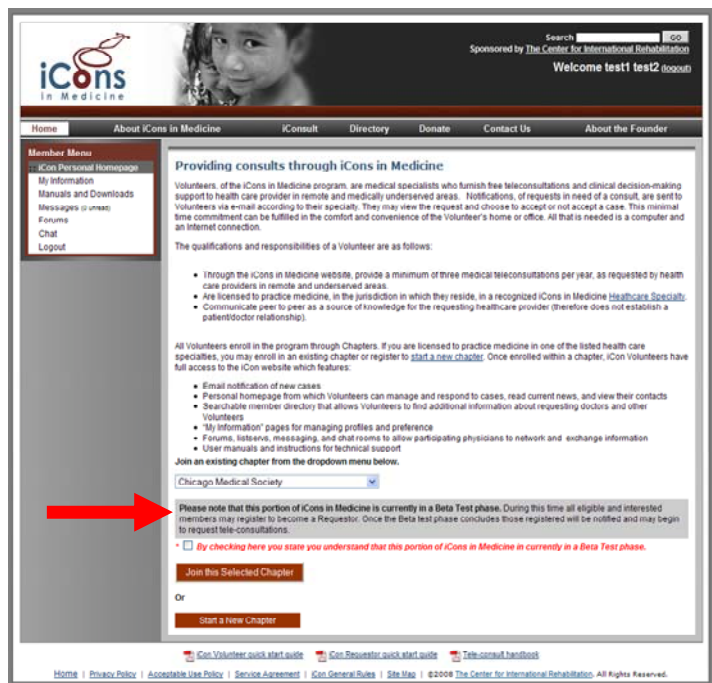 iCons
in Medicine
Search GO
Sponsored by The Center for International Rehabilitation
Welcome test1 test2 (logout)
Home About iCons in Medicine iConsult Directory Donate Contact Us About the Founder
Member Menu
iCon Personal Homepage
My Information
Manuals and Downloads
Messages (0 unread)
Forums
Chat
Logout
Providing consults through iCons in Medicine
Volunteers, of the iCons in Medicine program, are medical specialists who furnish free teleconsultations and clinical decision-making
support to health care provider in remote and medically underserved areas. Notifications, of requests in need of a consult, are sent to
Volunteers via e-mail according to their specialty. They may view the request and choose to accept or not accept a case. This minimal
time commitment can be fulfilled in the comfort and convenience of the Volunteer's home or office. All that is needed is a computer and
an Internet connection.
The qualifications and responsibilities of a Volunteer are as follows:
• Through the iCons in Medicine website, provide a minimum of three medical teleconsultations per year, as requested by health
care providers in remote and underserved areas.
• Are licensed to practice medicine, in the jurisdiction in which they reside, in a recognized iCons in Medicine Heathcare Specialty.
• Communicate peer to peer as a source of knowledge for the requesting healthcare provider (therefore does not establish a
patient/doctor relationship).
All Volunteers enroll in the program through Chapters. If you are licensed to practice medicine in one of the listed health care
specialties, you may enroll in an existing chapter or register to start a new chapter. Once enrolled within a chapter, iCon Volunteers have
full access to the iCon website which features:
• Email notification of new cases
• Personal homepage from which Volunteers can manage and respond to cases, read current news, and view their contacts
• Searchable member directory that allows Volunteers to find additional information about requesting doctors and other
Volunteers
• "My Information" pages for managing profiles and preference
• Forums, listservs, messaging, and chat rooms to allow participating physicians to network and exchange information
• User manuals and instructions for technical support
Join an existing chapter from the dropdown menu below.
Chicago Medical Society
Please note that this portion of iCons in Medicine is currently in a Beta Test phase. During this time all eligible and interested
members may register to become a Requestor. Once the Beta test phase concludes those registered will be notified and may begin
to request tele-consultations.
* By checking here you state you understand that this portion of iCons in Medicine in currently in a Beta Test phase.
Join this Selected Chapter
Or
Start a New Chapter
iCon Volunteer quick start guide iCon Requestor quick start guide Tele-consult handbook
Home | Privacy Policy | Acceptable Use Policy | Service Agreement | iCon General Rules | Site Map | ©2008 The Center for International Rehabilitation. All Rights Reserved.